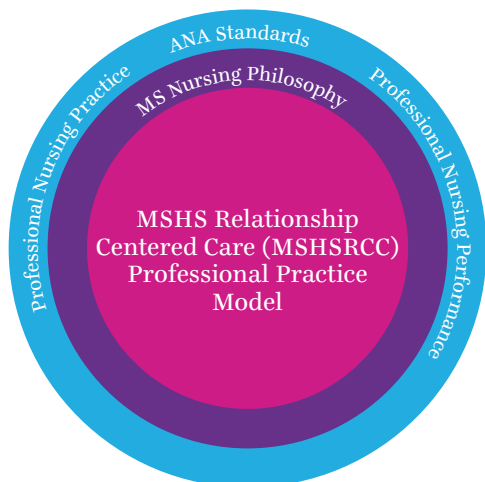 ANA Standards
Professional Nursing Practice
Professional Nursing Performance
MS Nursing Philosophy
MSHS Relationship
Centered Care (MSHSRCC)
Professional Practice
Model